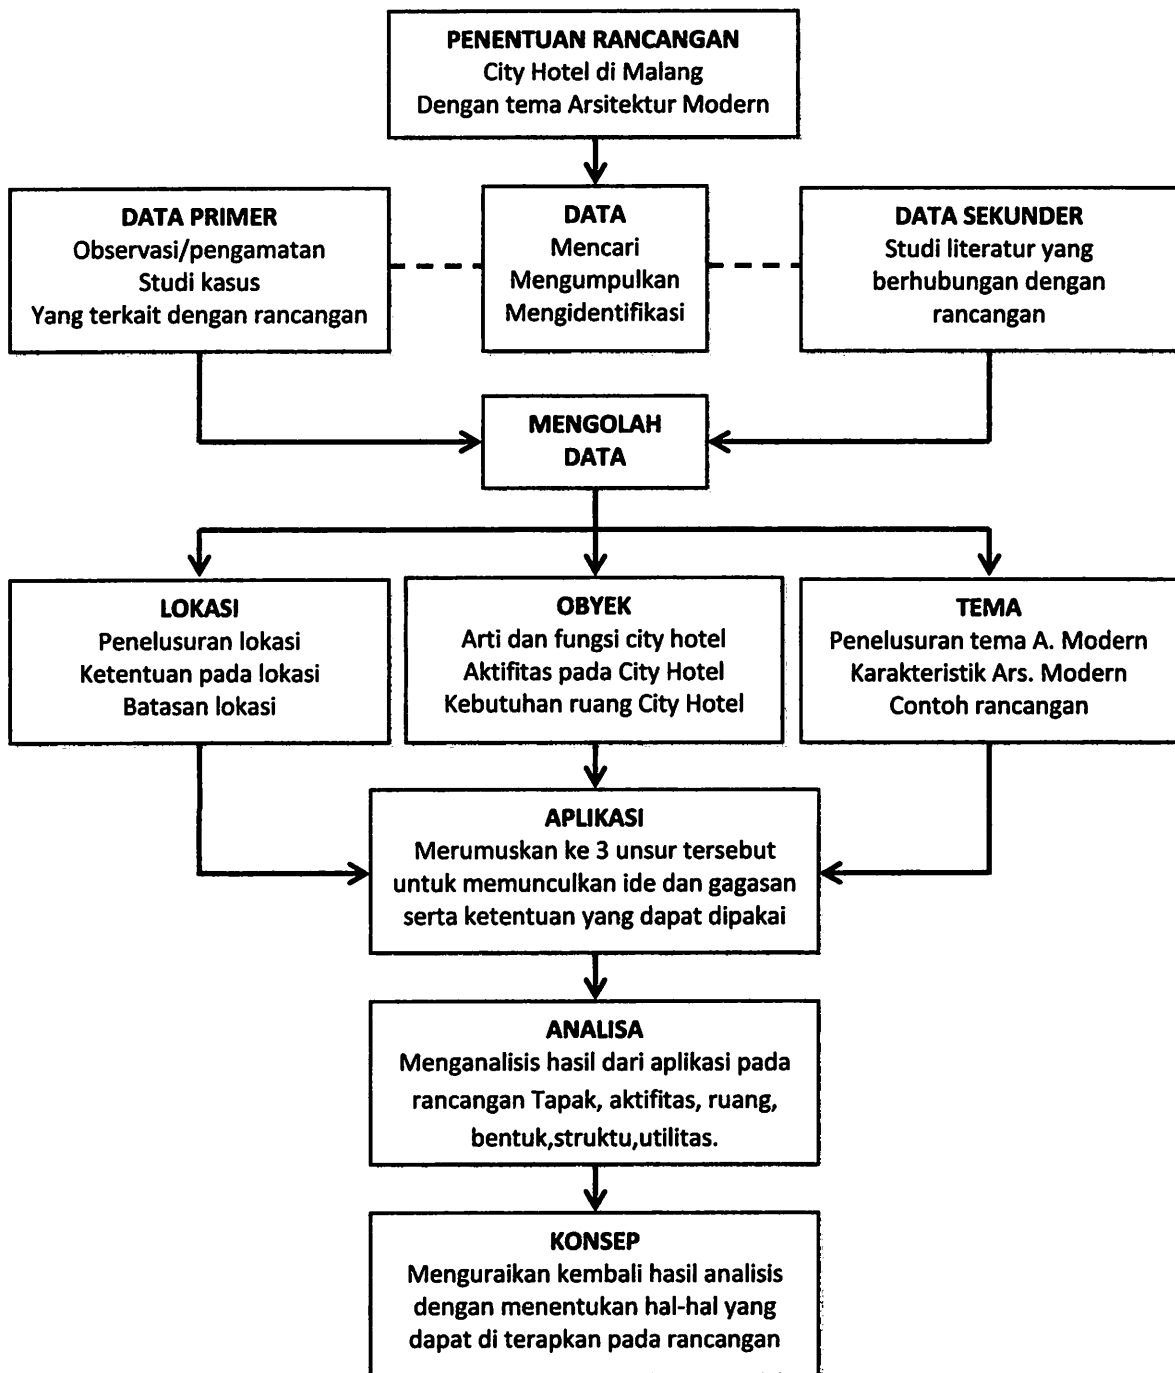 PENENTUAN RANCANGAN
City Hotel di Malang
Dengan tema Arsitektur Modern
DATA PRIMER
Observasi/pengamatan
Studi kasus
Yang terkait dengan rancangan
DATA
Mencari
Mengumpulkan
Mengidentifikasi
DATA SEKUNDER
Studi literatur yang
berhubungan dengan
rancangan
MENGOLAH
DATA
LOKASI
Penelusuran lokasi
Ketentuan pada lokasi
Batasan lokasi
OBYEK
Arti dan fungsi city hotel
Aktifitas pada City Hotel
Kebutuhan ruang City Hotel
TEMA
Penelusuran tema A. Modern
Karakteristik Ars. Modern
Contoh rancangan
APLIKASI
Merumuskan ke 3 unsur tersebut
untuk memunculkan ide dan gagasan
serta ketentuan yang dapat dipakai
ANALISA
Menganalisis hasil dari aplikasi pada
rancangan Tapak, aktifitas, ruang,
bentuk,struktu,utilitas.
KONSEP
Menguraikan kembali hasil analisis
dengan menentukan hal-hal yang
dapat di terapkan pada rancangan